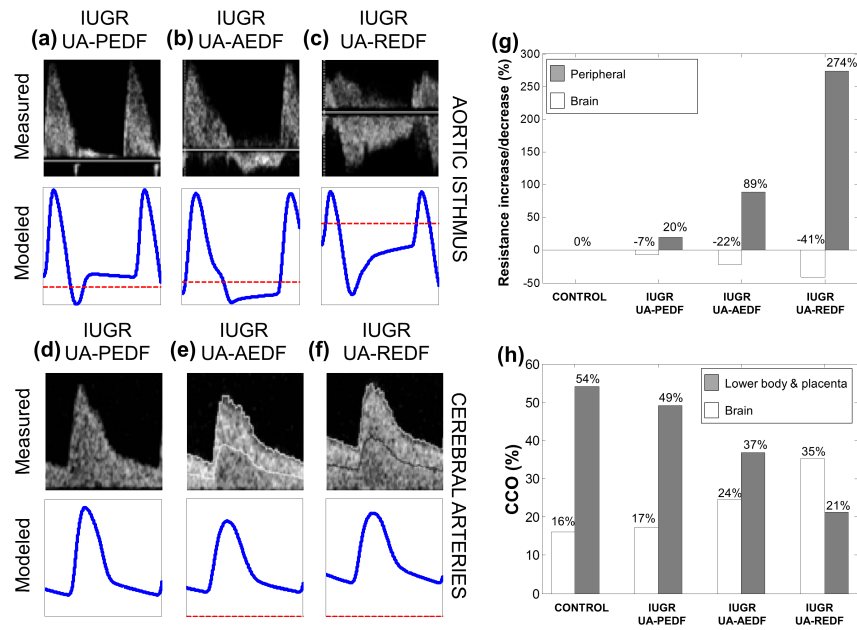 IUGR
(a) UA-PEDF
IUGR
(b) UA-AEDF
IUGR
(c) UA-REDF
Measured
Modeled
AORTIC ISTHMUS
IUGR
(d) UA-PEDF
IUGR
(e) UA-AEDF
IUGR
(f) UA-REDF
Measured
Modeled
CEREBRAL ARTERIES
(g)
Resistance increase/decrease (%)
300
250
200
150
100
50
0
-50
Peripheral
Brain
0%
-7%
20%
-22%
89%
-41%
274%
CONTROL
IUGR
UA-PEDF
IUGR
UA-AEDF
IUGR
UA-REDF
(h)
CCO (%)
60
50
40
30
20
10
0
Lower body & placenta
Brain
16%
54%
17%
49%
24%
37%
35%
21%
CONTROL
IUGR
UA-PEDF
IUGR
UA-AEDF
IUGR
UA-REDF